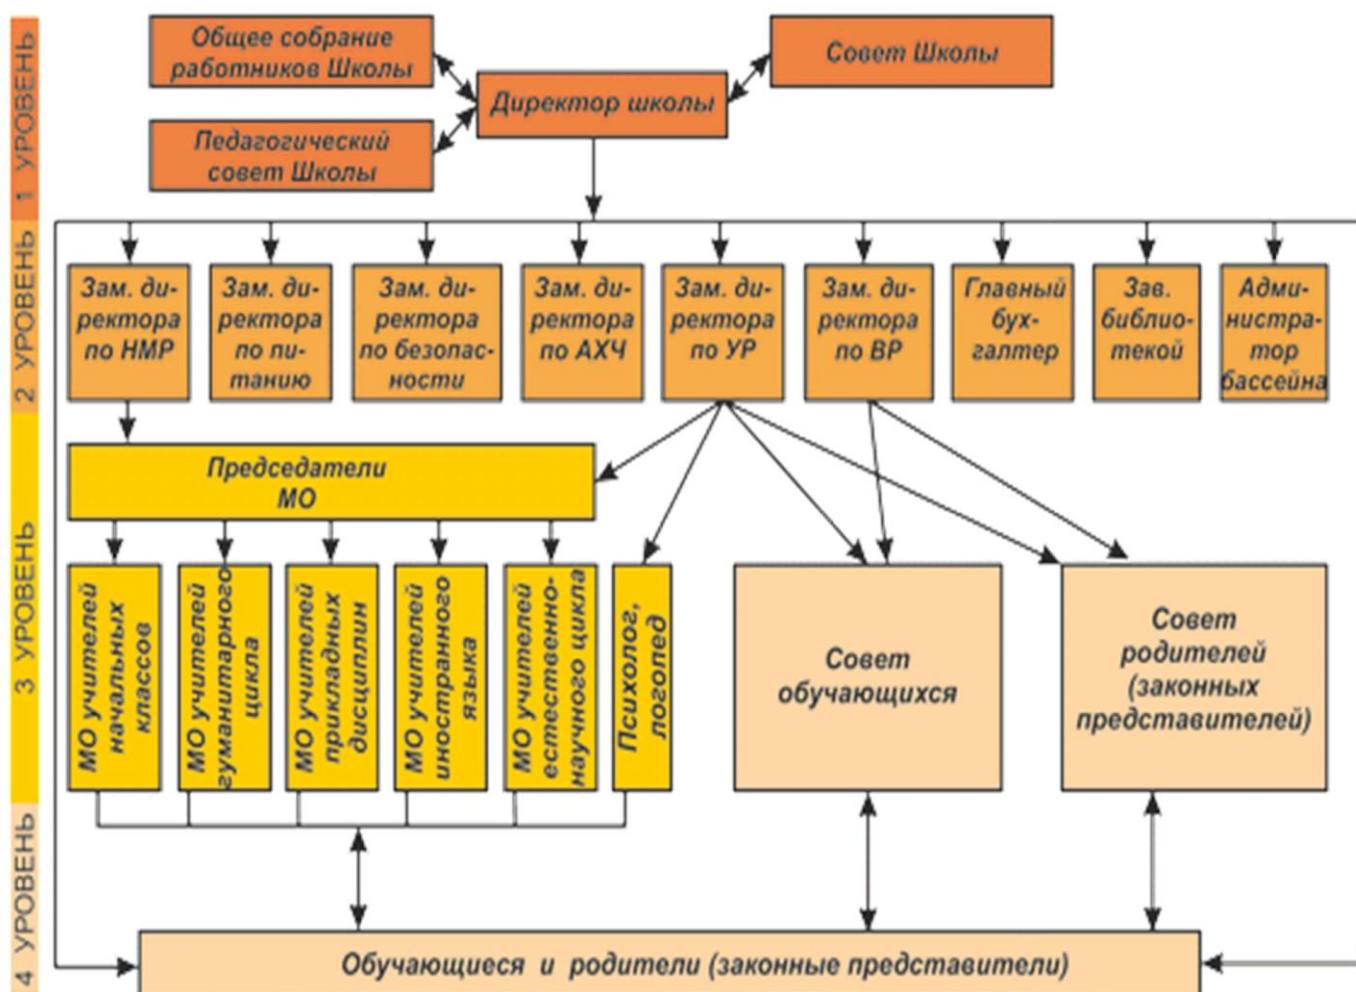 1 УРОВЕНЬ
Общее собрание
работников Школы
Совет Школы
Директор школы
Педагогический
совет Школы
2 УРОВЕНЬ
Зам. ди-
ректора
по НМР
Зам. ди-
ректора
по пи-
танию
Зам. ди-
ректора
по безопас-
ности
Зам. ди-
ректора
по АХЧ
Зам. ди-
ректора
по УР
Зам. ди-
ректора
по ВР
Главный
бух-
галтер
Зав.
библио-
текой
Адми-
нистра-
тор
бассейна
3 УРОВЕНЬ
Председатели
МО
МО учителей
начальных
классов
МО учителей
гуманитарного
цикла
МО учителей
прикладных
дисциплин
МО учителей
иностранного
языка
МО учителей
естественно-
научного цикла
Психолог,
логопед
Совет
обучающихся
Совет
родителей
(законных
представителей)
4 УРОВЕНЬ
Обучающиеся и родители (законные представители)